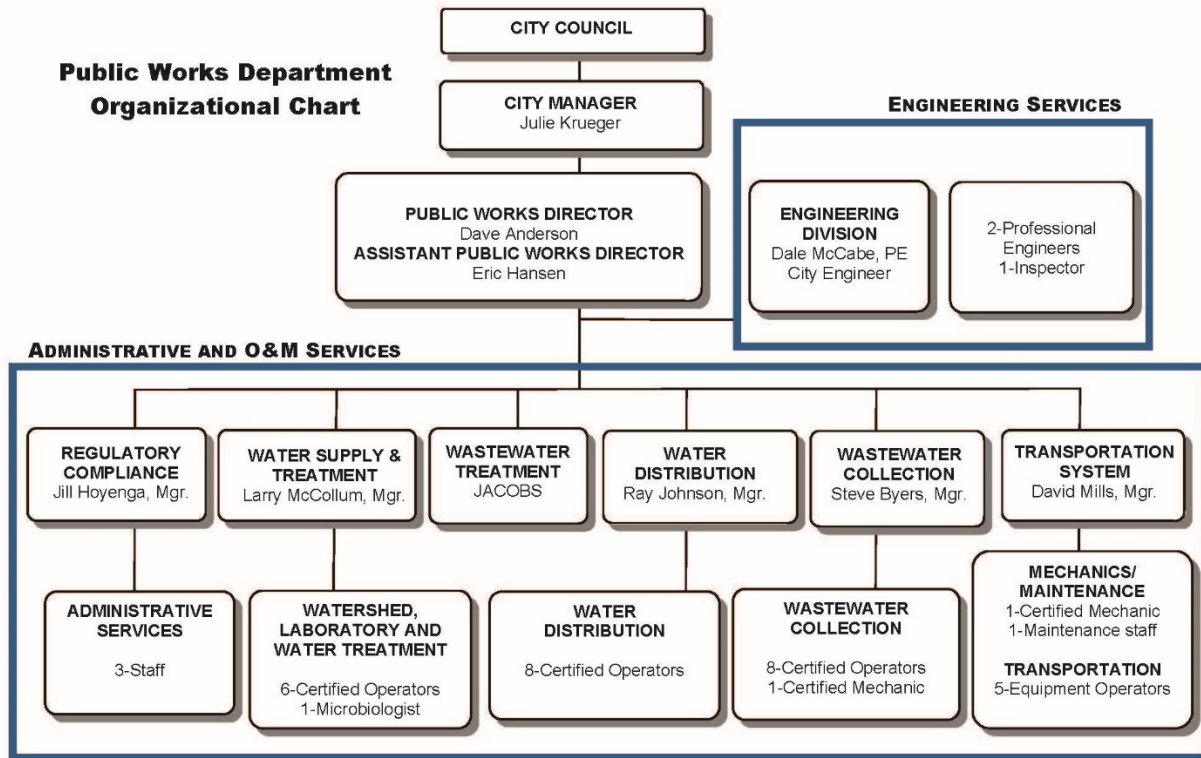 CITY COUNCIL
Public Works Department
Organizational Chart
CITY MANAGER
Julie Krueger
ENGINEERING SERVICES
PUBLIC WORKS DIRECTOR
Dave Anderson
ASSISTANT PUBLIC WORKS DIRECTOR
Eric Hansen
ENGINEERING
DIVISION
Dale McCabe, PE
City Engineer
2-Professional
Engineers
1-Inspector
ADMINISTRATIVE AND O&M SERVICES
REGULATORY
COMPLIANCE
Jill Hoyenga, Mgr.
WATER SUPPLY &
TREATMENT
Larry McCollum, Mgr.
WASTEWATER
TREATMENT
JACOBS
WATER
DISTRIBUTION
Ray Johnson, Mgr.
WASTEWATER
COLLECTION
Steve Byers, Mgr.
TRANSPORTATION
SYSTEM
David Mills, Mgr.
ADMINISTRATIVE
SERVICES
3-Staff
WATERSHED,
LABORATORY AND
WATER TREATMENT
6-Certified Operators
1-Microbiologist
WATER
DISTRIBUTION
8-Certified Operators
WASTEWATER
COLLECTION
8-Certified Operators
1-Certified Mechanic
MECHANICS/
MAINTENANCE
1-Certified Mechanic
1-Maintenance staff
TRANSPORTATION
5-Equipment Operators